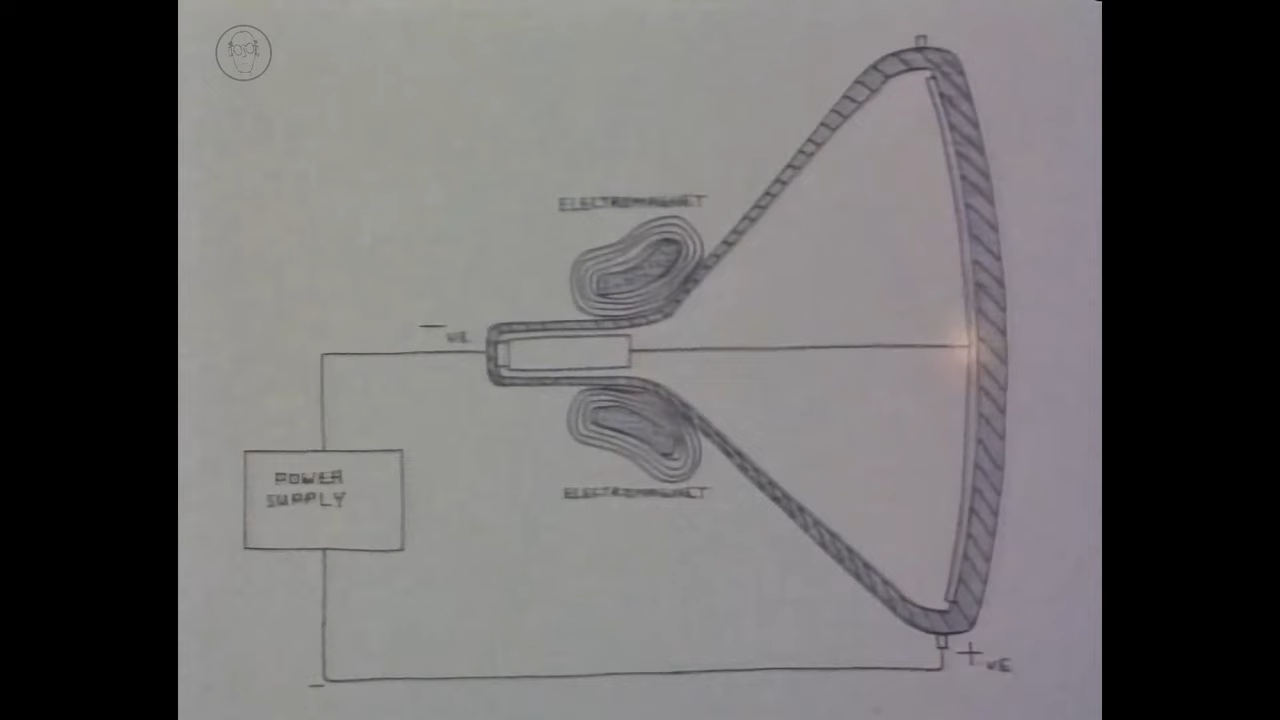 ELECTROMAGNET
−VE
POWER
SUPPLY
ELECTROMAGNET
+VE
−